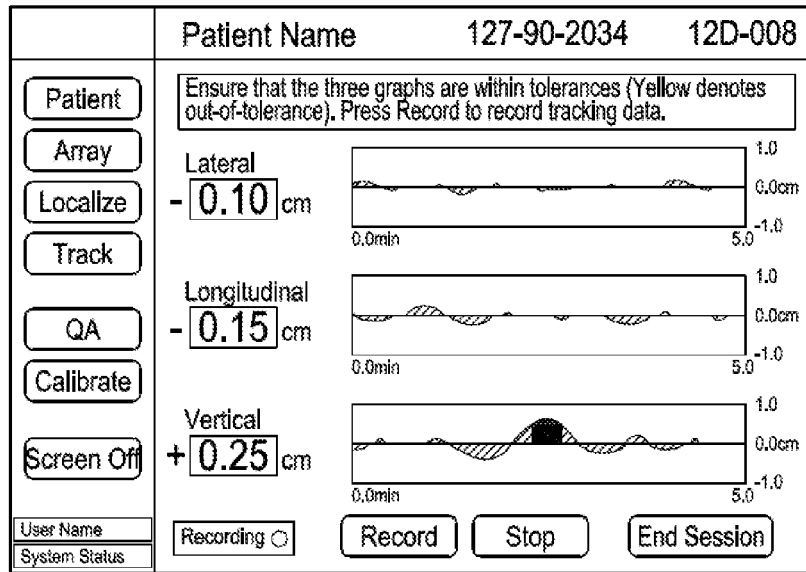 Patient Name 127-90-2034 12D-008
Ensure that the three graphs are within tolerances (Yellow denotes
out-of-tolerance). Press Record to record tracking data.
Patient
Array
Localize
Track
QA
Calibrate
Screen Off
User Name
System Status
Lateral
- 0.10 cm
1.0
0.0cm
-1.0
0.0min 5.0
Longitudinal
- 0.15 cm
1.0
0.0cm
-1.0
0.0min 5.0
Vertical
+ 0.25 cm
1.0
0.0cm
-1.0
0.0min 5.0
Recording
Record
Stop
End Session